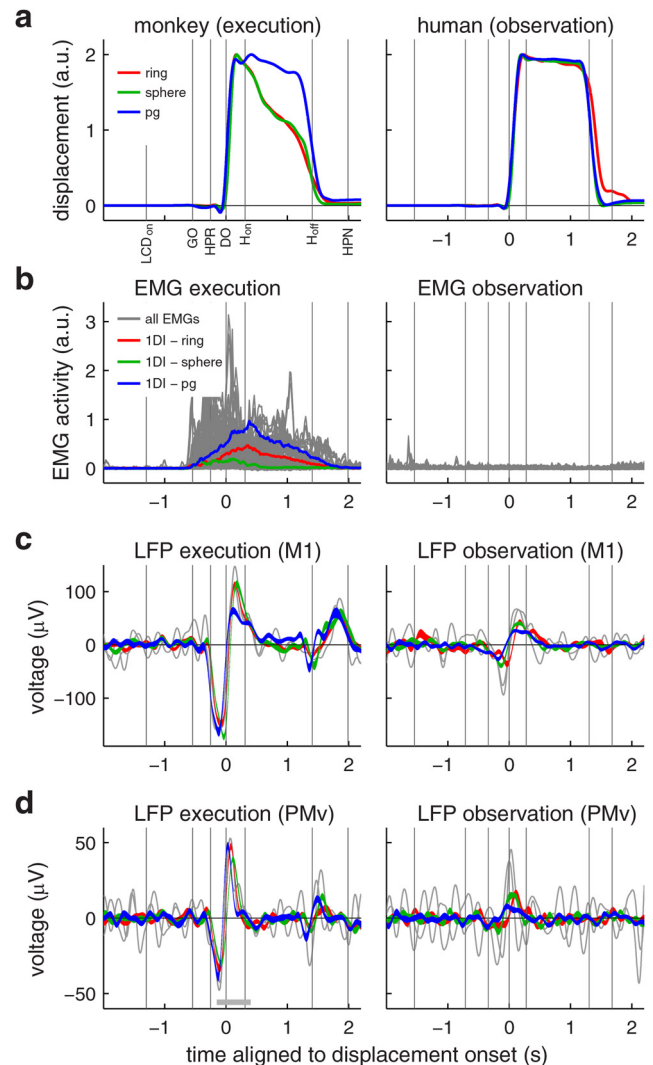 a
monkey (execution)
human (observation)
displacement (a.u.)
2
1
0
ring
sphere
pg
LCD on
GO
HPR
DO
Hon
Hoff
HPN
−1 0 1 2
b
EMG execution
EMG observation
EMG activity (a.u.)
3
2
1
0
all EMGs
1DI − ring
1DI − sphere
1DI − pg
−1 0 1 2
−1 0 1 2
c
LFP execution (M1)
LFP observation (M1)
voltage (µV)
100
0
−100
−1 0 1 2
−1 0 1 2
d
LFP execution (PMv)
LFP observation (PMv)
voltage (µV)
50
0
−50
−1 0 1 2
−1 0 1 2
time aligned to displacement onset (s)